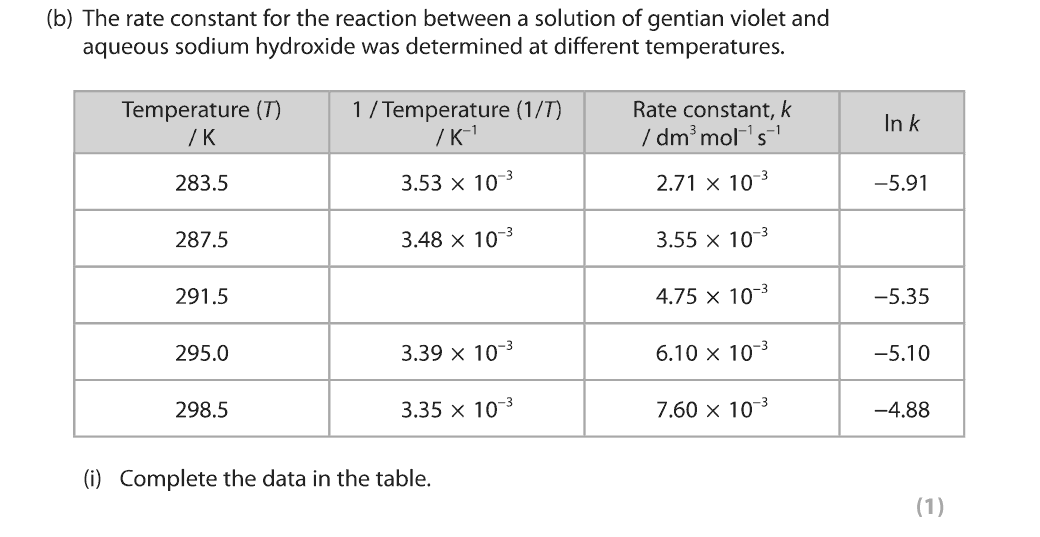 (b) The rate constant for the reaction between a solution of gentian violet and
aqueous sodium hydroxide was determined at different temperatures.
Temperature (T) / K | 1 / Temperature (1/T) / K⁻¹ | Rate constant, k / dm³ mol⁻¹ s⁻¹ | ln k
283.5 | 3.53 × 10⁻³ | 2.71 × 10⁻³ | −5.91
287.5 | 3.48 × 10⁻³ | 3.55 × 10⁻³ |
291.5 | | 4.75 × 10⁻³ | −5.35
295.0 | 3.39 × 10⁻³ | 6.10 × 10⁻³ | −5.10
298.5 | 3.35 × 10⁻³ | 7.60 × 10⁻³ | −4.88
(i) Complete the data in the table.
(1)